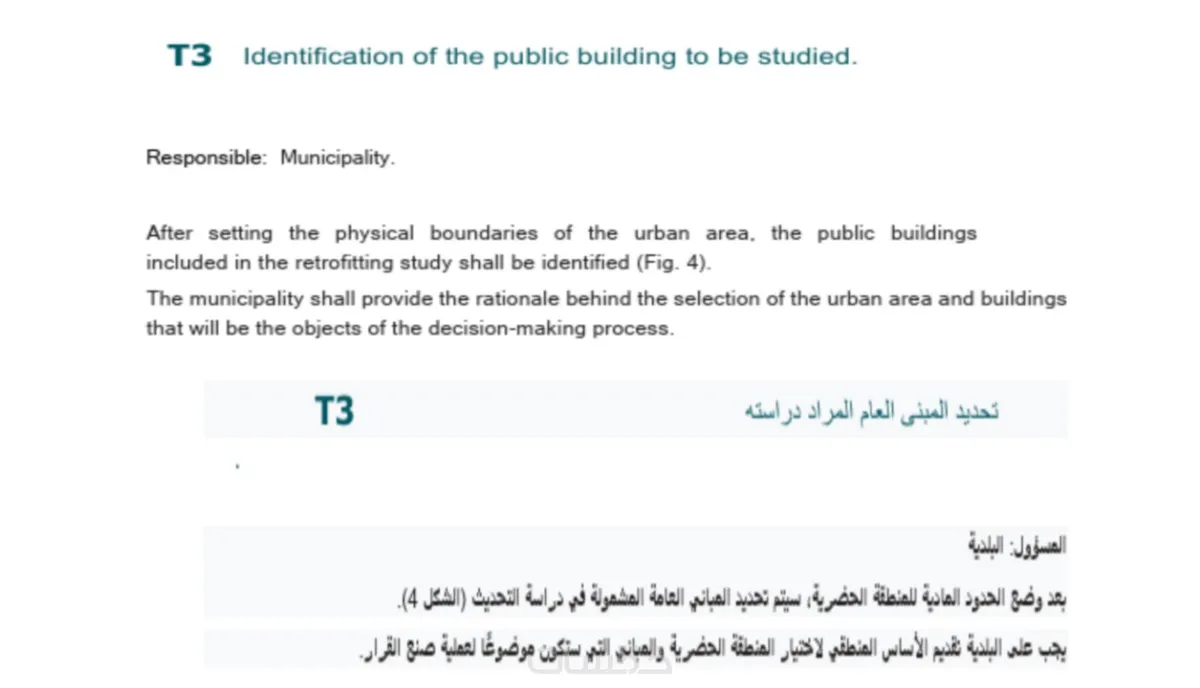 T3 Identification of the public building to be studied.
Responsible: Municipality.
After setting the physical boundaries of the urban area, the public buildings
included in the retrofitting study shall be identified (Fig. 4).
The municipality shall provide the rationale behind the selection of the urban area and buildings
that will be the objects of the decision-making process.
تحديد المبنى العام المراد دراسته T3
المسؤول: البلدية
بعد وضع الحدود المادية للمنطقة الحضرية، سيتم تحديد المباني العامة المشمولة في دراسة التحديث (الشكل 4).
يجب على البلدية تقديم الأساس المنطقي لاختيار المنطقة الحضرية والمباني التي ستكون موضوعًا لعملية صنع القرار.